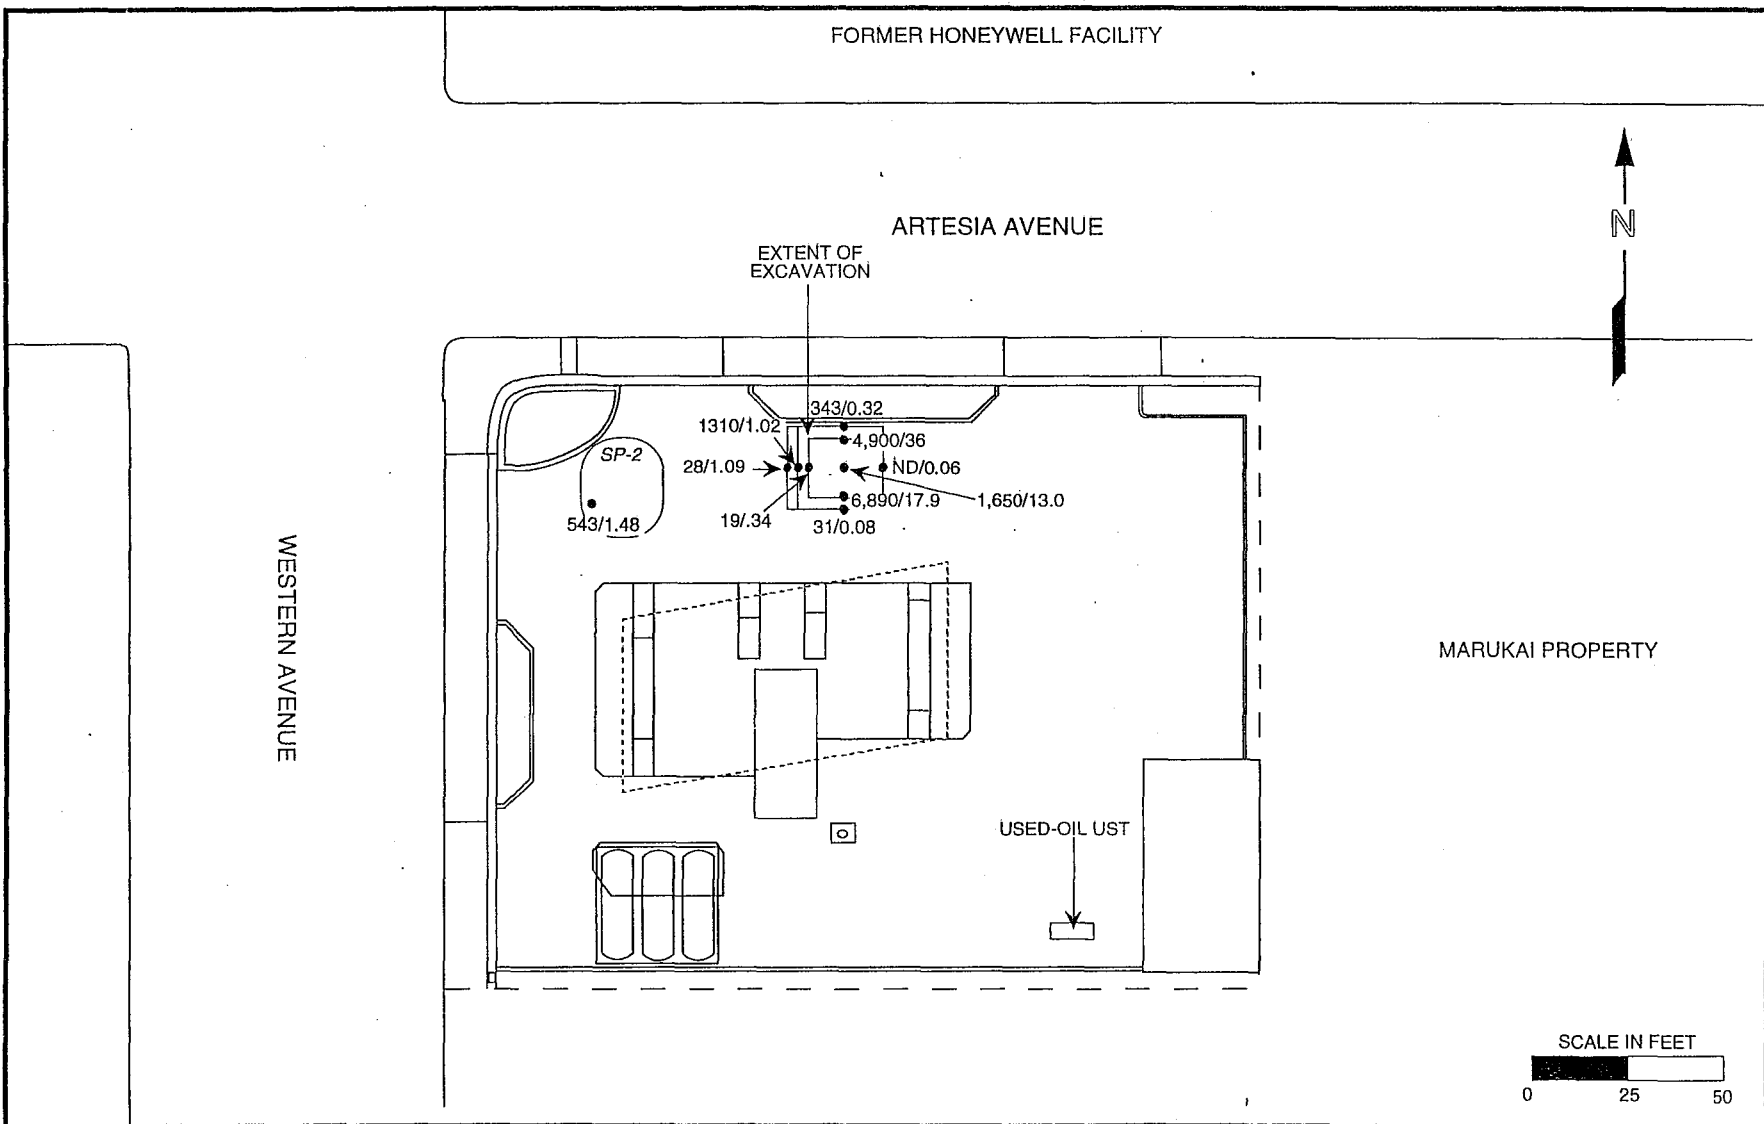 FORMER HONEYWELL FACILITY
N
ARTESIA AVENUE
EXTENT OF
EXCAVATION
343/0.32
1310/1.02
4,900/36
SP-2
28/1.09
ND/0.06
6,890/17.9
1,650/13.0
19/.34
543/1.48
31/0.08
WESTERN AVENUE
MARUKAI PROPERTY
USED-OIL UST
SCALE IN FEET
0 25 50